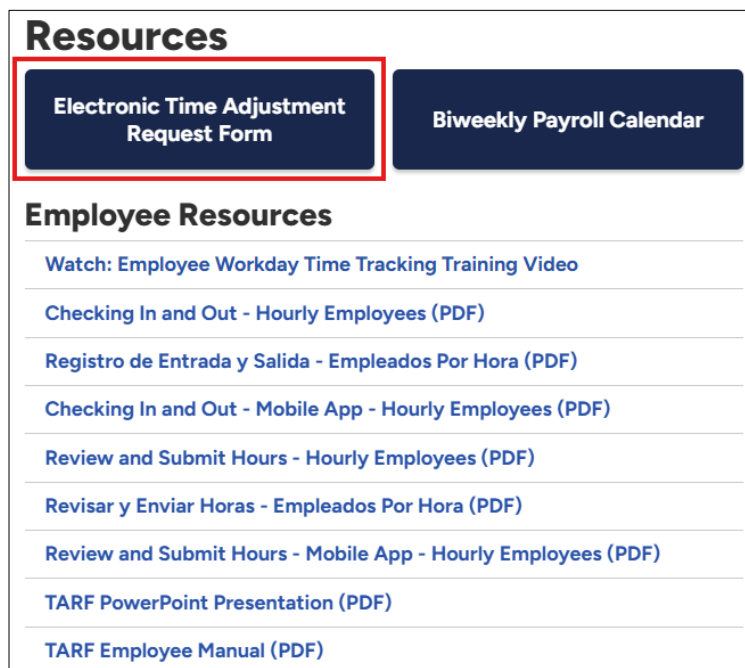 Resources
Electronic Time Adjustment
Request Form
Biweekly Payroll Calendar
Employee Resources
Watch: Employee Workday Time Tracking Training Video
Checking In and Out - Hourly Employees (PDF)
Registro de Entrada y Salida - Empleados Por Hora (PDF)
Checking In and Out - Mobile App - Hourly Employees (PDF)
Review and Submit Hours - Hourly Employees (PDF)
Revisar y Enviar Horas - Empleados Por Hora (PDF)
Review and Submit Hours - Mobile App - Hourly Employees (PDF)
TARF PowerPoint Presentation (PDF)
TARF Employee Manual (PDF)